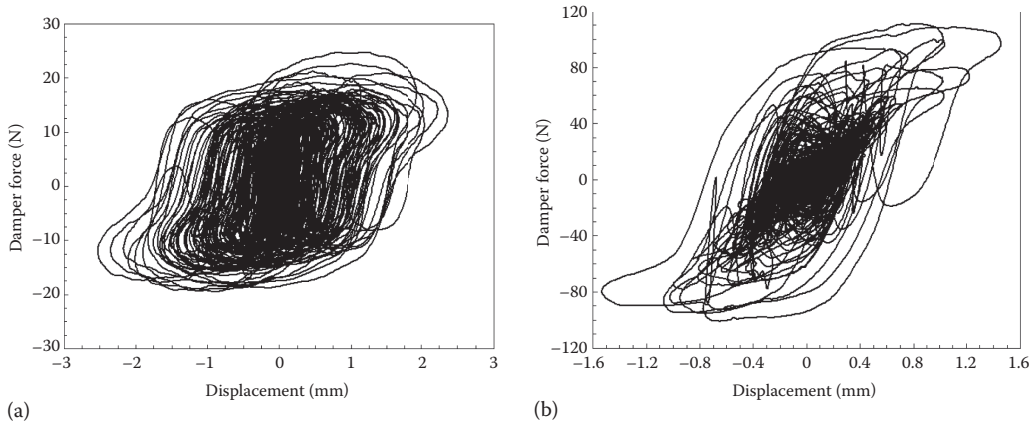 30
20
10
0
−10
−20
−30
−3 −2 −1 0 1 2 3
Damper force (N)
Displacement (mm)
(a)
120
80
40
0
−40
−80
−120
−1.6 −1.2 −0.8 −0.4 0 0.4 0.8 1.2 1.6
Damper force (N)
Displacement (mm)
(b)